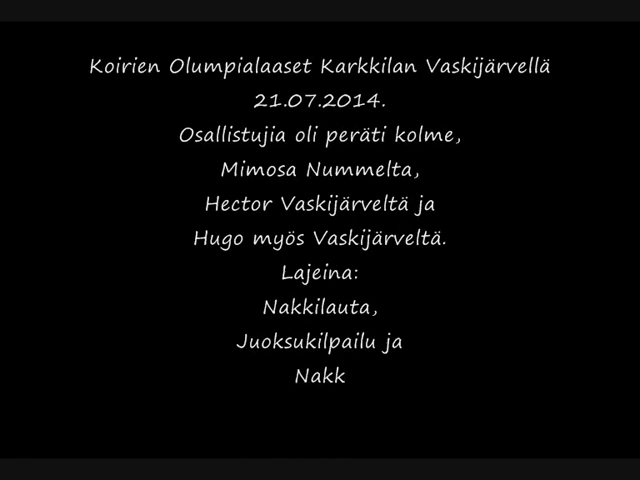 Koirien Olumpialaaset Karkkilan Vaskijärvellä
21.07.2014.
Osallistujia oli peräti kolme,
Mimosa Nummelta,
Hector Vaskijärveltä ja
Hugo myös Vaskijärveltä.
Lajeina:
Nakkilauta,
Juoksukilpailu ja
Nakk